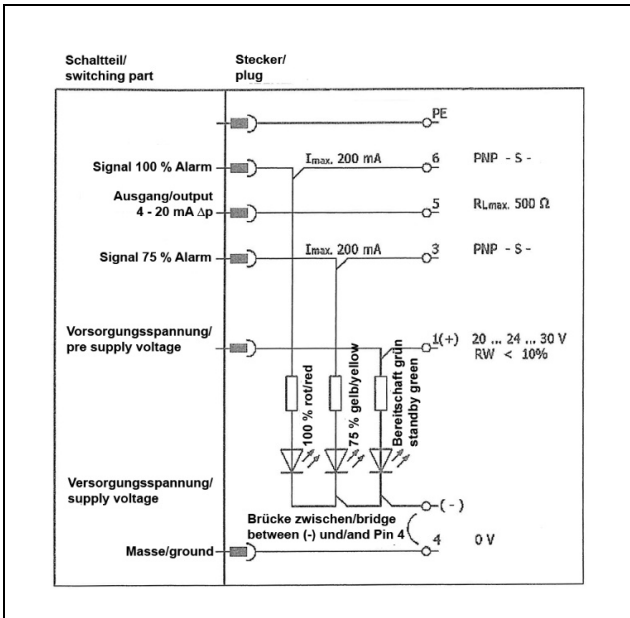 Schaltteil/
switching part
Stecker/
plug
PE
Signal 100 % Alarm
Imax. 200 mA
6
PNP - S -
Ausgang/output
4 - 20 mA Δp
5
RLmax. 500 Ω
Signal 75 % Alarm
Imax. 200 mA
3
PNP - S -
Vorsorgungsspannung/
pre supply voltage
1(+)
20 ... 24 ... 30 V
RW < 10%
100 % rot/red
75 % gelb/yellow
Bereitschaft grün
standby green
Versorgungsspannung/
supply voltage
(-)
Brücke zwischen/bridge
between (-) und/and Pin 4
Masse/ground
4
0 V